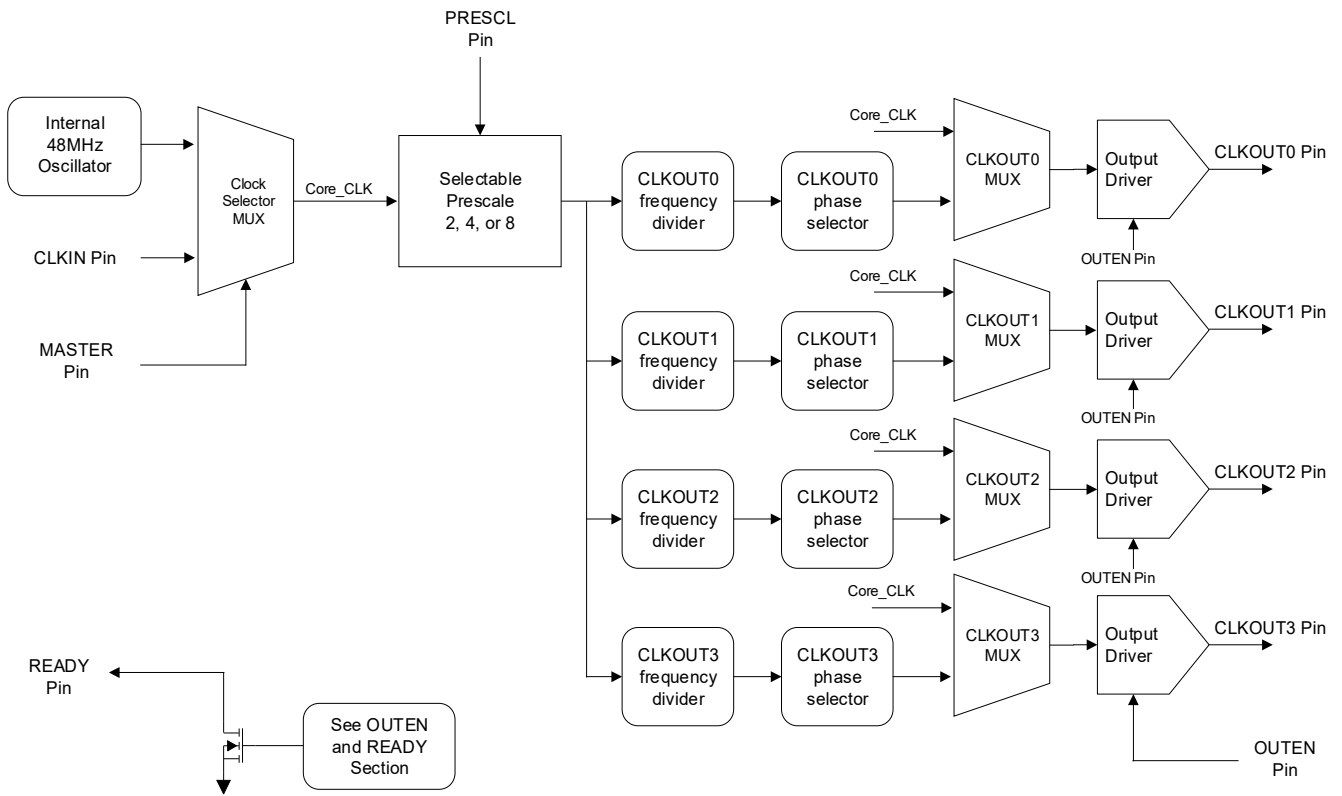 PRESCL
Pin
Internal
48MHz
Oscillator
Clock
Selector
MUX
CLKIN Pin
MASTER
Pin
Core_CLK
Selectable
Prescale
2, 4, or 8
CLKOUT0
frequency
divider
CLKOUT0
phase
selector
Core_CLK
CLKOUT0
MUX
Output
Driver
CLKOUT0 Pin
OUTEN Pin
CLKOUT1
frequency
divider
CLKOUT1
phase
selector
Core_CLK
CLKOUT1
MUX
Output
Driver
CLKOUT1 Pin
OUTEN Pin
CLKOUT2
frequency
divider
CLKOUT2
phase
selector
Core_CLK
CLKOUT2
MUX
Output
Driver
CLKOUT2 Pin
OUTEN Pin
CLKOUT3
frequency
divider
CLKOUT3
phase
selector
Core_CLK
CLKOUT3
MUX
Output
Driver
CLKOUT3 Pin
OUTEN
Pin
READY
Pin
See OUTEN
and READY
Section